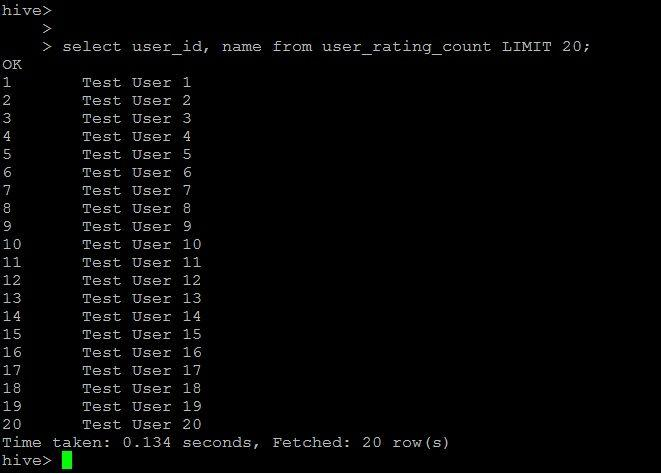 hive>
    >
    > select user_id, name from user_rating_count LIMIT 20;
OK
1       Test User 1
2       Test User 2
3       Test User 3
4       Test User 4
5       Test User 5
6       Test User 6
7       Test User 7
8       Test User 8
9       Test User 9
10      Test User 10
11      Test User 11
12      Test User 12
13      Test User 13
14      Test User 14
15      Test User 15
16      Test User 16
17      Test User 17
18      Test User 18
19      Test User 19
20      Test User 20
Time taken: 0.134 seconds, Fetched: 20 row(s)
hive>